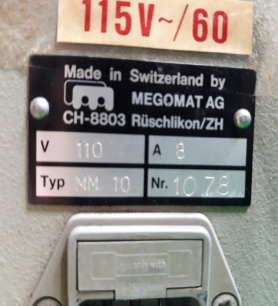 115V~/60
Made in Switzerland by
MEGOMAT AG
CH-8803 Rüschlikon/ZH
V 110 A 8
Typ MM 10 Nr. 1078